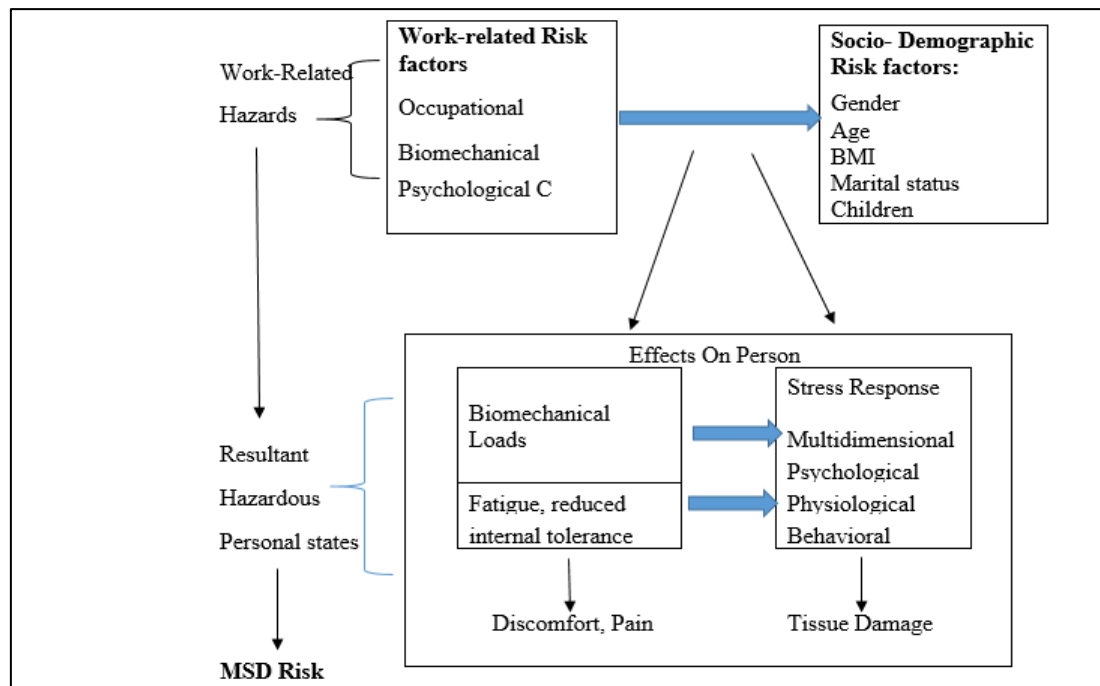 Work-Related
Hazards
Work-related Risk
factors
Occupational
Biomechanical
Psychological C
Socio- Demographic
Risk factors:
Gender
Age
BMI
Marital status
Children
Effects On Person
Biomechanical
Loads
Fatigue, reduced
internal tolerance
Stress Response
Multidimensional
Psychological
Physiological
Behavioral
Resultant
Hazardous
Personal states
Discomfort, Pain
Tissue Damage
MSD Risk